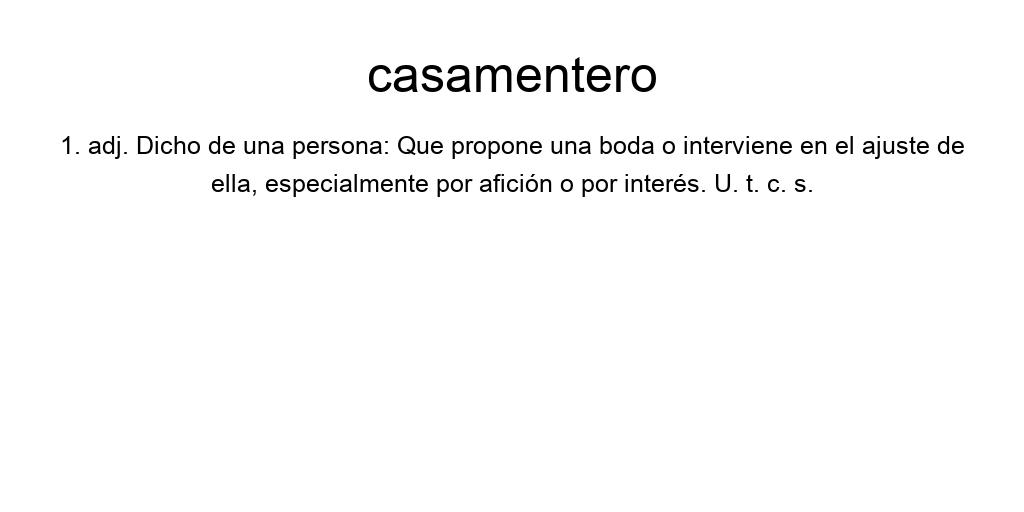 casamentero
1. adj. Dicho de una persona: Que propone una boda o interviene en el ajuste de
ella, especialmente por afición o por interés. U. t. c. s.